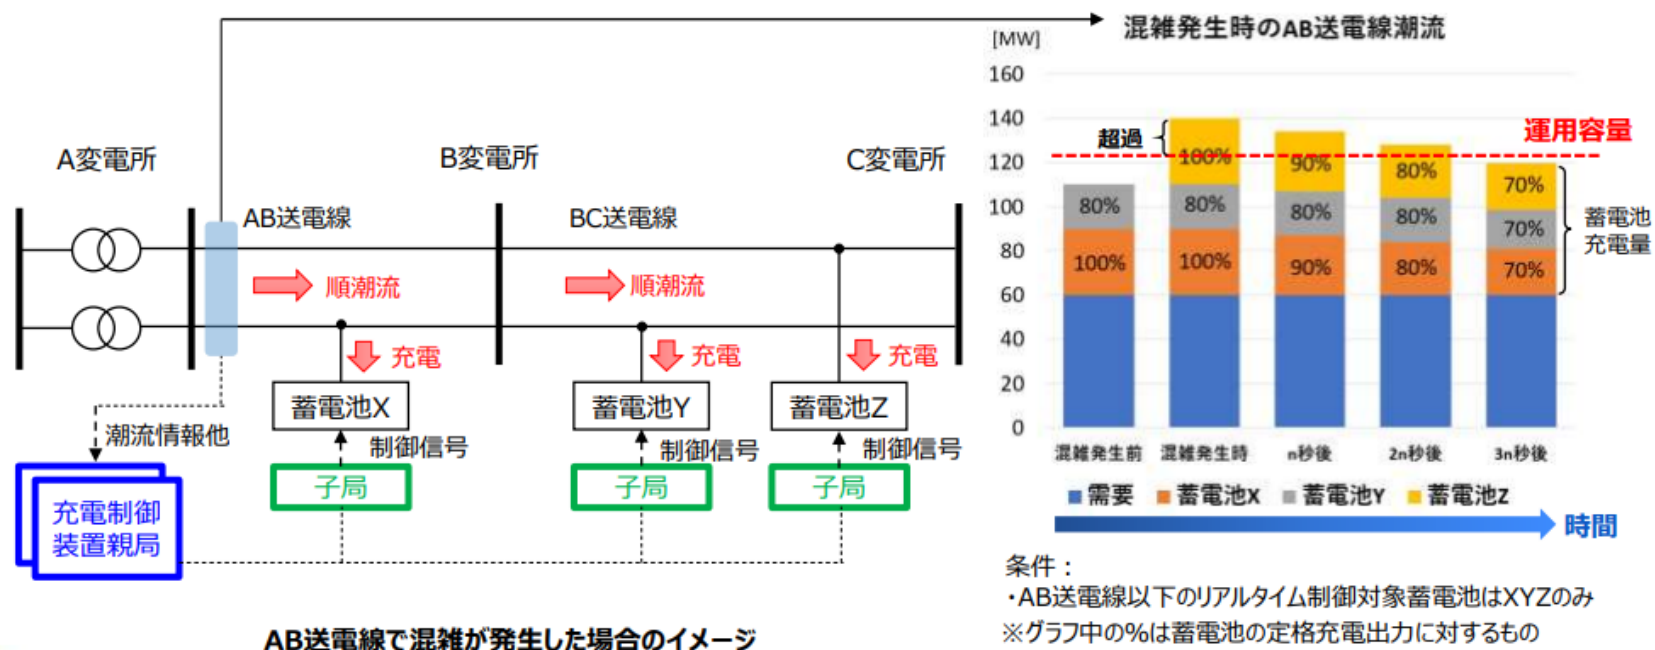 混雑発生時のAB送電線潮流
[MW]
160
140
120
100
80
60
40
20
0
超過
運用容量
100%
90%
80%
70%
80%
80%
80%
80%
70%
100%
100%
90%
80%
70%
蓄電池
充電量
混雑発生前
混雑発生時
n秒後
2n秒後
3n秒後
需要
蓄電池X
蓄電池Y
蓄電池Z
時間
条件：
・AB送電線以下のリアルタイム制御対象蓄電池はXYZのみ
※グラフ中の%は蓄電池の定格充電出力に対するもの
A変電所
B変電所
C変電所
AB送電線
BC送電線
順潮流
順潮流
充電
充電
充電
蓄電池X
蓄電池Y
蓄電池Z
潮流情報他
制御信号
制御信号
制御信号
子局
子局
子局
充電制御
装置親局
AB送電線で混雑が発生した場合のイメージ